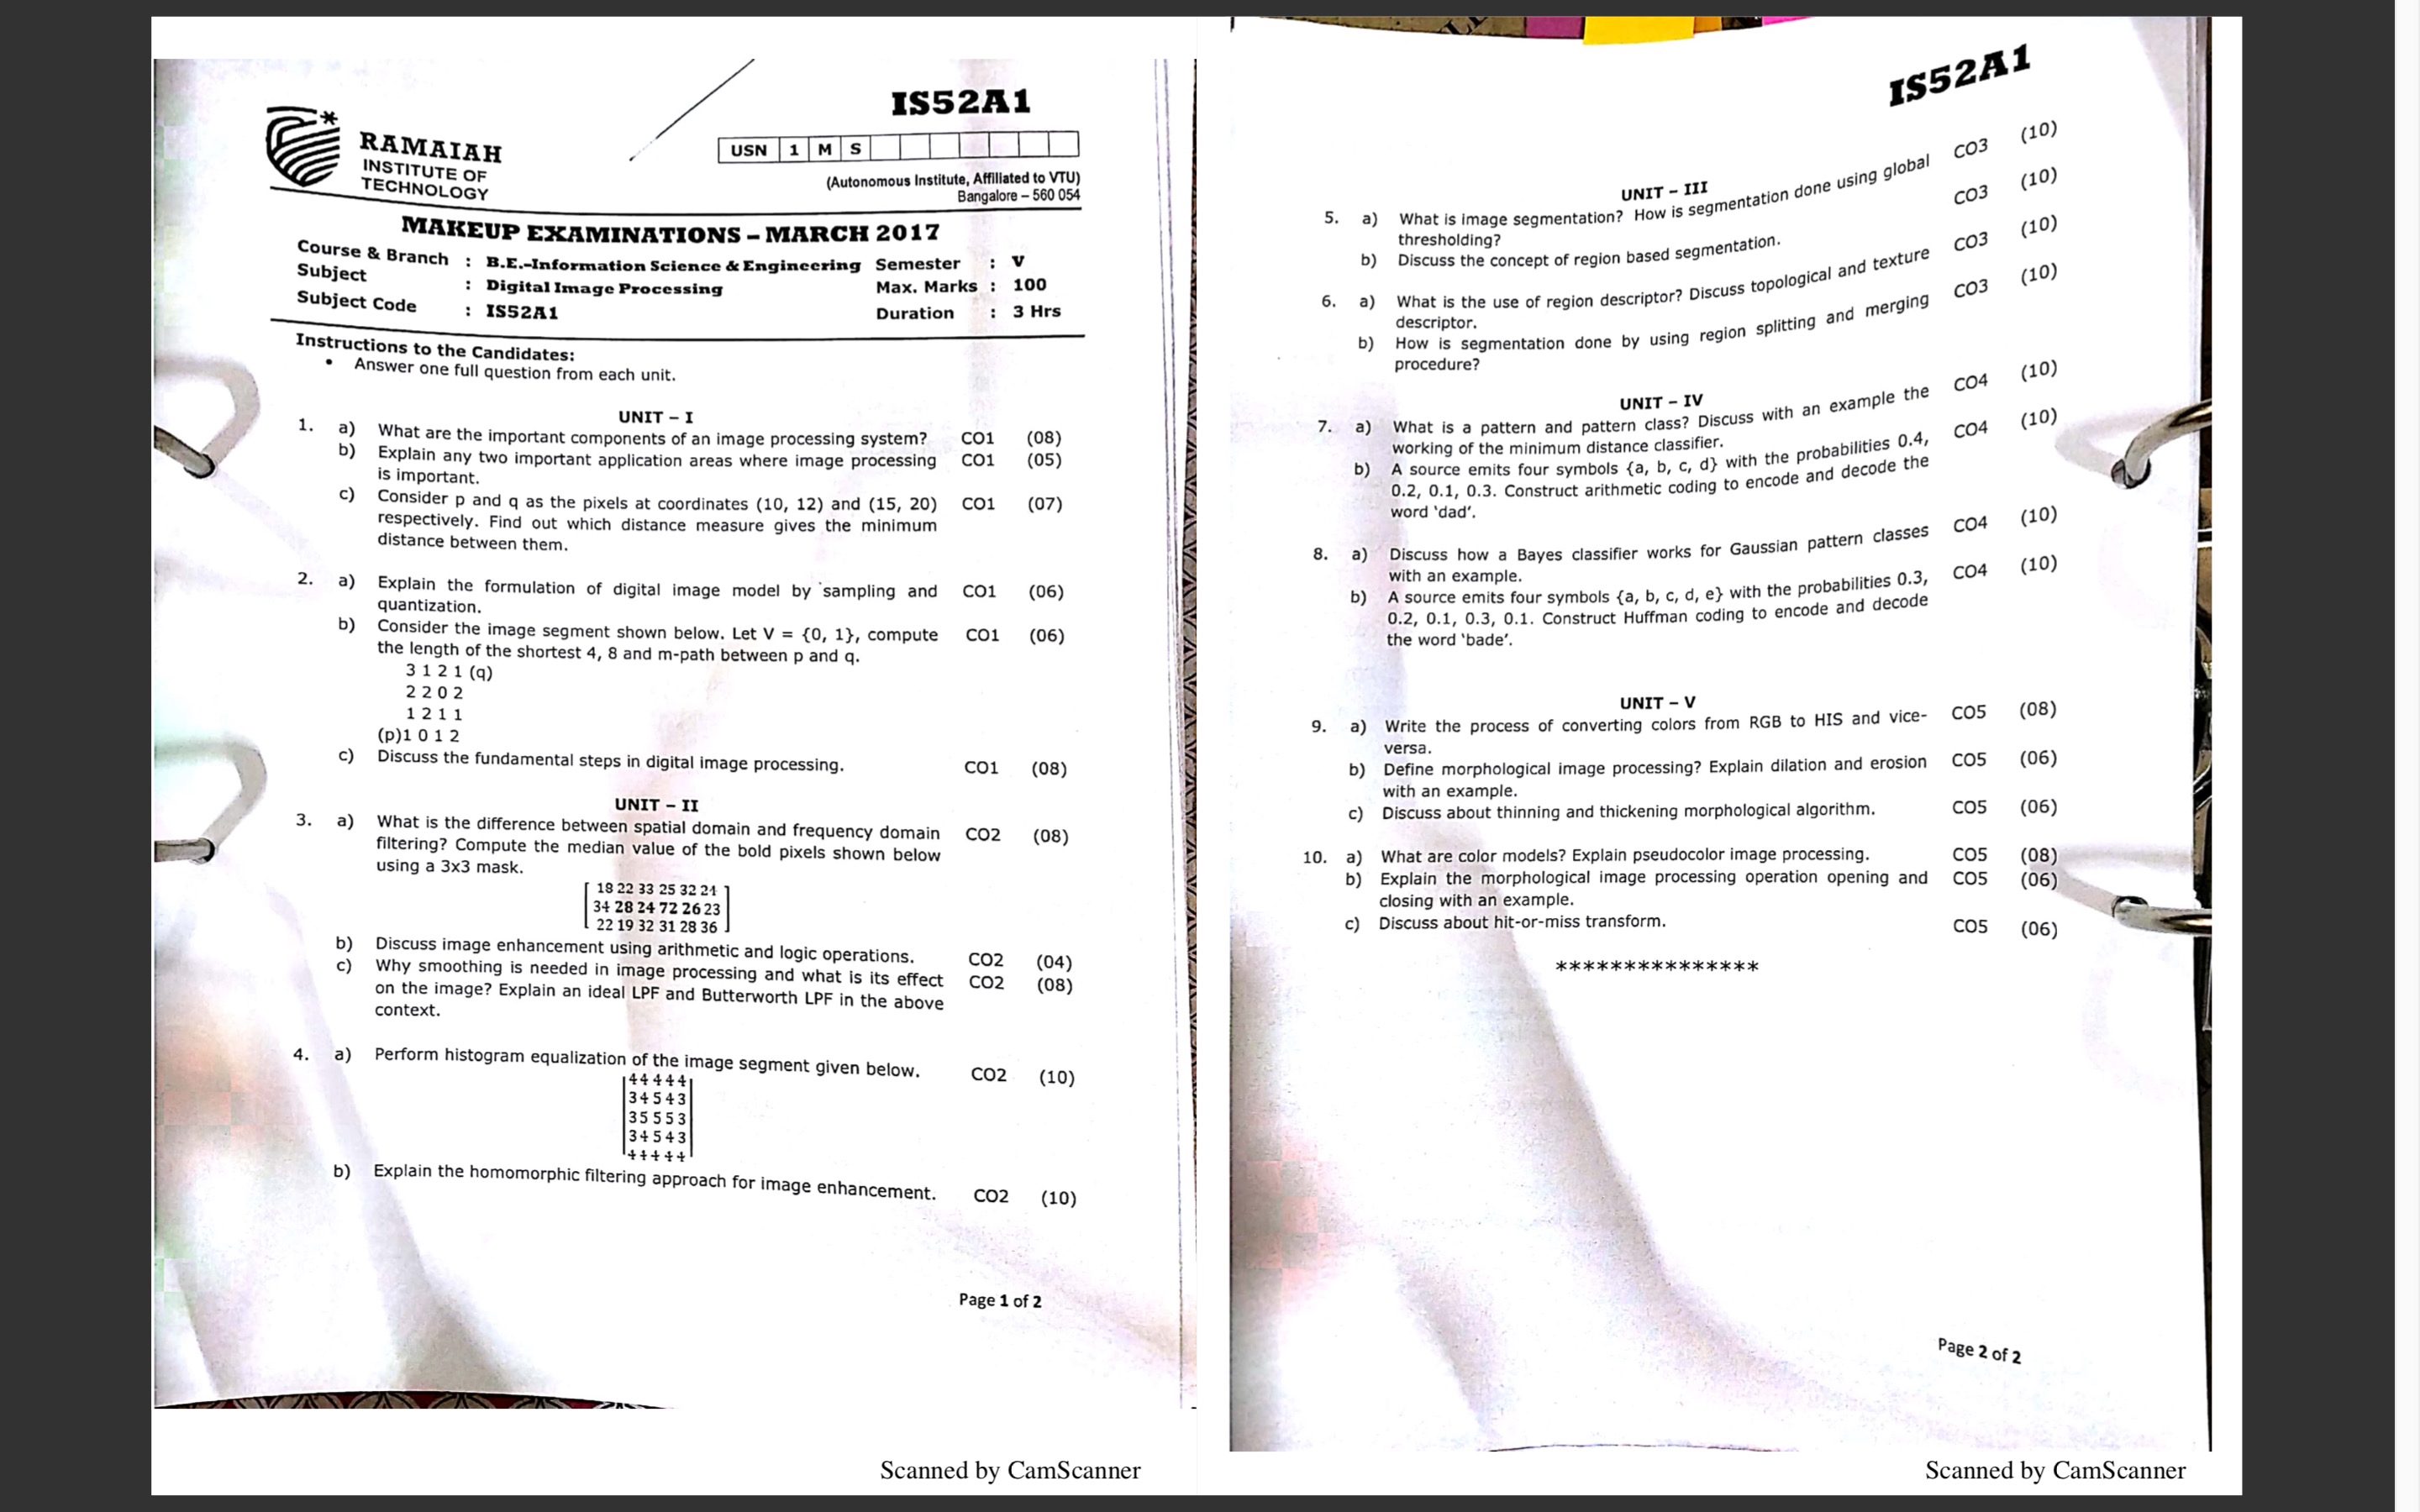 IS52A1
RAMAIAH
INSTITUTE OF
TECHNOLOGY
USN 1 M S
(Autonomous Institute, Affiliated to VTU)
Bangalore – 560 054
MAKEUP EXAMINATIONS – MARCH 2017
Course & Branch : B.E.-Information Science & Engineering Semester : V
Subject : Digital Image Processing Max. Marks : 100
Subject Code : IS52A1 Duration : 3 Hrs
Instructions to the Candidates:
• Answer one full question from each unit.
UNIT – I
1. a) What are the important components of an image processing system? CO1 (08)
b) Explain any two important application areas where image processing CO1 (05)
is important.
c) Consider p and q as the pixels at coordinates (10, 12) and (15, 20) CO1 (07)
respectively. Find out which distance measure gives the minimum
distance between them.
2. a) Explain the formulation of digital image model by sampling and CO1 (06)
quantization.
b) Consider the image segment shown below. Let V = {0, 1}, compute CO1 (06)
the length of the shortest 4, 8 and m-path between p and q.
3 1 2 1 (q)
2 2 0 2
1 2 1 1
(p)1 0 1 2
c) Discuss the fundamental steps in digital image processing. CO1 (08)
UNIT – II
3. a) What is the difference between spatial domain and frequency domain CO2 (08)
filtering? Compute the median value of the bold pixels shown below
using a 3x3 mask.
18 22 33 25 32 24
34 28 24 72 26 23
22 19 32 31 28 36
b) Discuss image enhancement using arithmetic and logic operations. CO2 (04)
c) Why smoothing is needed in image processing and what is its effect CO2 (08)
on the image? Explain an ideal LPF and Butterworth LPF in the above
context.
4. a) Perform histogram equalization of the image segment given below. CO2 (10)
4 4 4 4 4
3 4 5 4 3
3 5 5 5 3
3 4 5 4 3
4 4 4 4 4
b) Explain the homomorphic filtering approach for image enhancement. CO2 (10)
Page 1 of 2
Scanned by CamScanner
IS52A1
UNIT – III
5. a) What is image segmentation? How is segmentation done using global CO3 (10)
thresholding?
b) Discuss the concept of region based segmentation. CO3 (10)
6. a) What is the use of region descriptor? Discuss topological and texture CO3 (10)
descriptor.
b) How is segmentation done by using region splitting and merging CO3 (10)
procedure?
UNIT – IV
7. a) What is a pattern and pattern class? Discuss with an example the CO4 (10)
working of the minimum distance classifier.
b) A source emits four symbols {a, b, c, d} with the probabilities 0.4, CO4 (10)
0.2, 0.1, 0.3. Construct arithmetic coding to encode and decode the
word 'dad'.
8. a) Discuss how a Bayes classifier works for Gaussian pattern classes CO4 (10)
with an example.
b) A source emits four symbols {a, b, c, d, e} with the probabilities 0.3, CO4 (10)
0.2, 0.1, 0.3, 0.1. Construct Huffman coding to encode and decode
the word 'bade'.
UNIT – V
9. a) Write the process of converting colors from RGB to HIS and vice- CO5 (08)
versa.
b) Define morphological image processing? Explain dilation and erosion CO5 (06)
with an example.
c) Discuss about thinning and thickening morphological algorithm. CO5 (06)
10. a) What are color models? Explain pseudocolor image processing. CO5 (08)
b) Explain the morphological image processing operation opening and CO5 (06)
closing with an example.
c) Discuss about hit-or-miss transform. CO5 (06)
***************
Page 2 of 2
Scanned by CamScanner